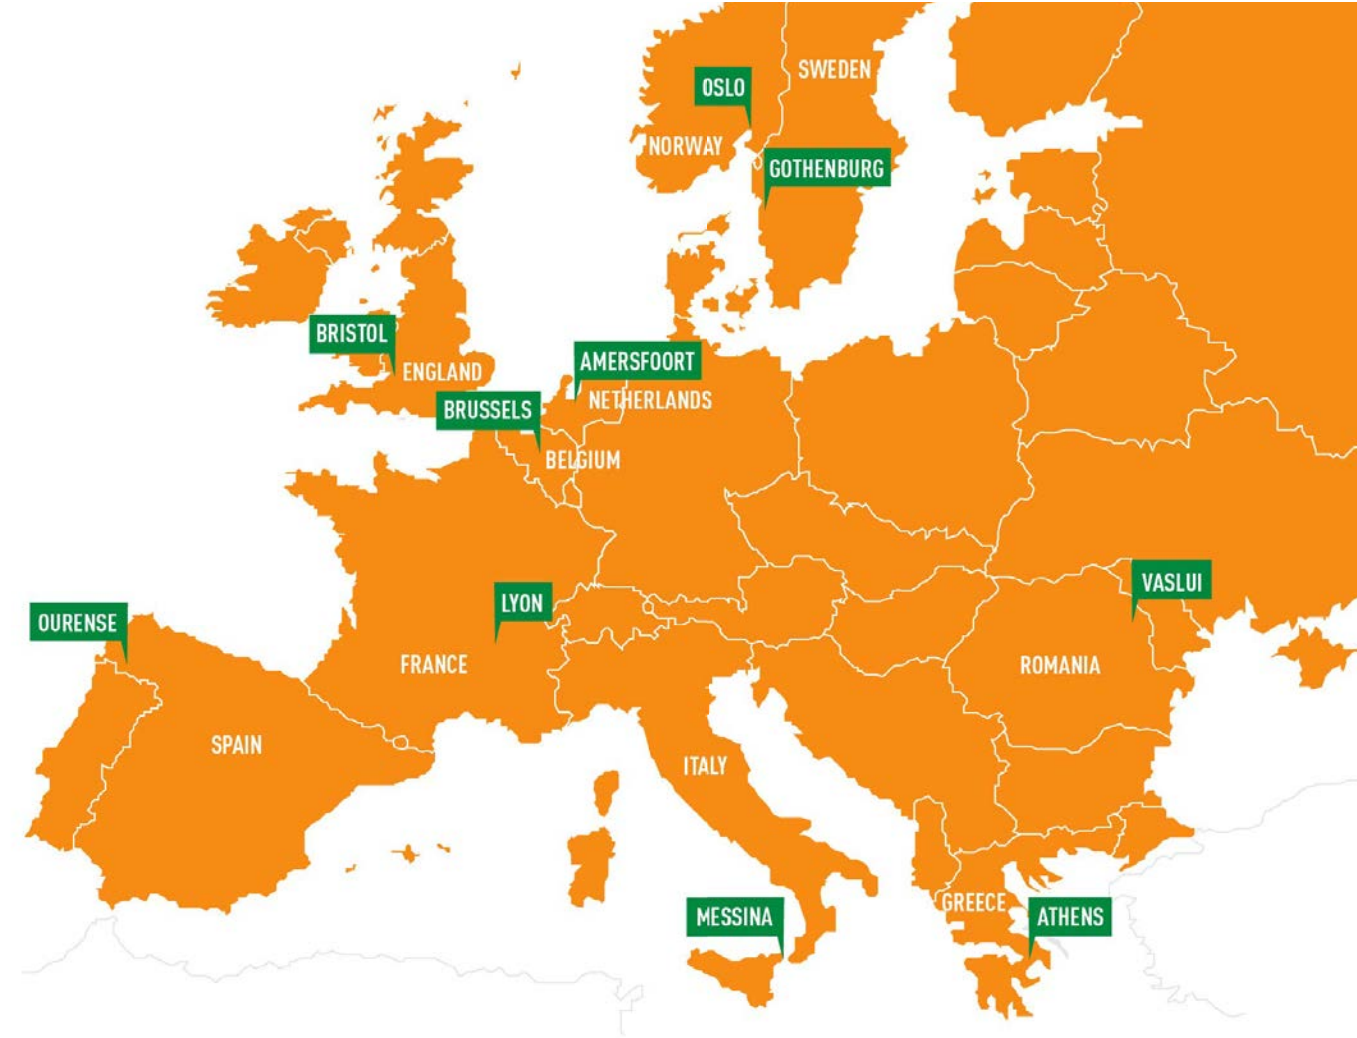 SWEDEN
OSLO
NORWAY
GOTHENBURG
BRISTOL
ENGLAND
AMERSFOORT
NETHERLANDS
BRUSSELS
BELGIUM
VASLUI
LYON
OURENSE
FRANCE
ROMANIA
SPAIN
ITALY
GREECE
MESSINA
ATHENS